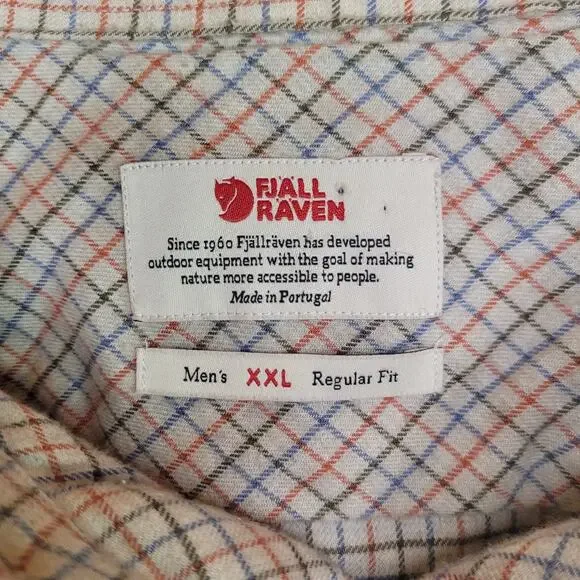 FJÄLL
RÄVEN
Since 1960 Fjällräven has developed
outdoor equipment with the goal of making
nature more accessible to people.
Made in Portugal
Men's XXL Regular Fit